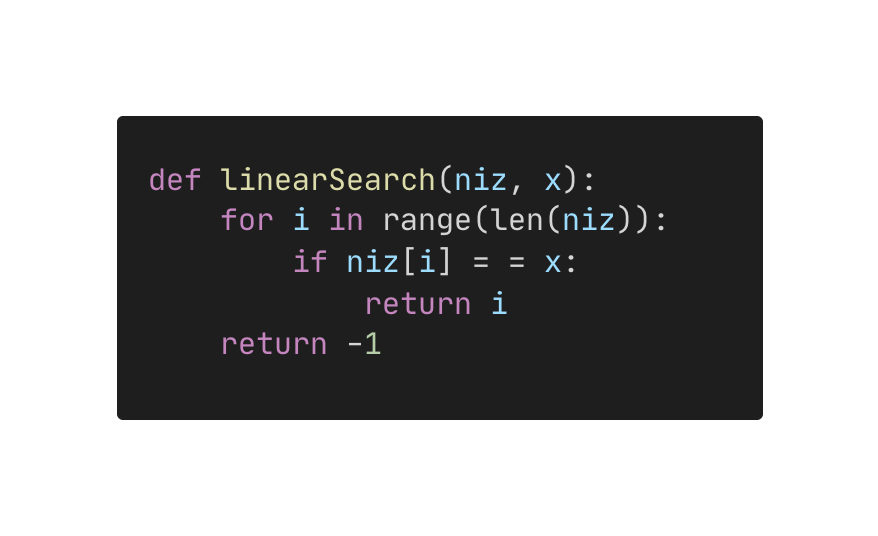 def linearSearch(niz, x):
    for i in range(len(niz)):
        if niz[i] = = x:
            return i
    return -1